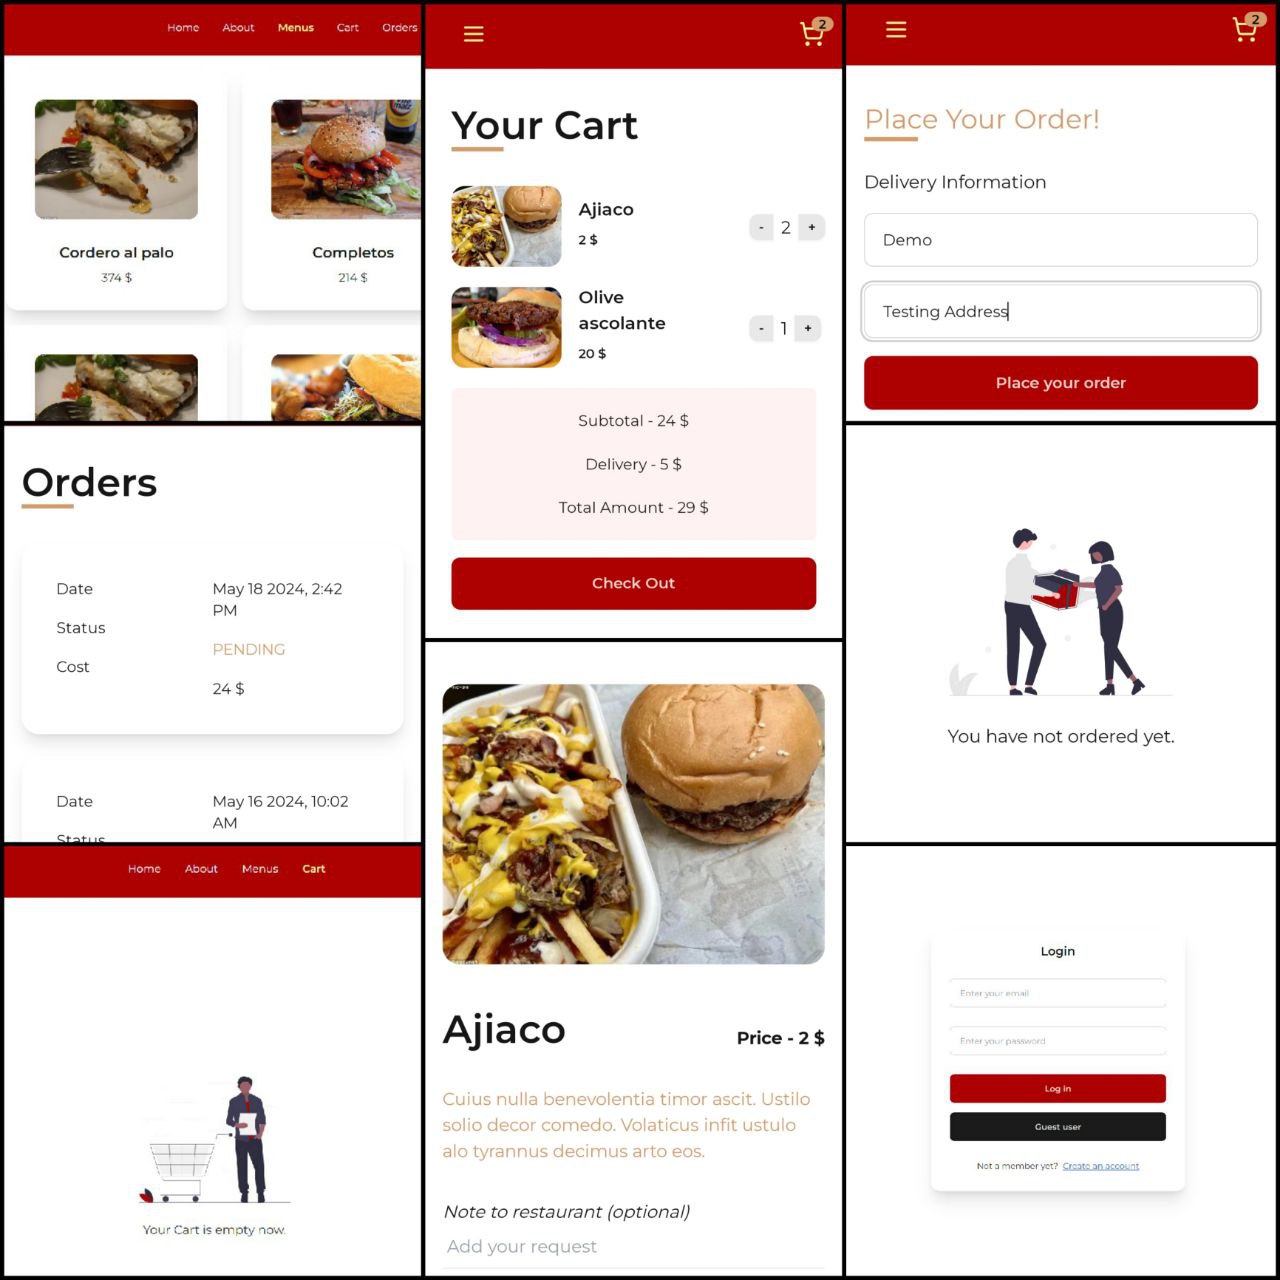 Home About Menus Cart Orders
Cordero al palo
374 $
Completos
214 $
Orders
Date
May 18 2024, 2:42
PM
Status
PENDING
Cost
24 $
Date
May 16 2024, 10:02
AM
Status
Home About Menus Cart
Your Cart is empty now.
2
Your Cart
Ajiaco
2 $
- 2 +
Olive
ascolante
20 $
- 1 +
Subtotal - 24 $
Delivery - 5 $
Total Amount - 29 $
Check Out
Ajiaco
Price - 2 $
Cuius nulla benevolentia timor ascit. Ustilo
solio decor comedo. Volaticus infit ustulo
alo tyrannus decimus arto eos.
Note to restaurant (optional)
Add your request
2
Place Your Order!
Delivery Information
Demo
Testing Address
Place your order
You have not ordered yet.
Login
Enter your email
Enter your password
Log in
Guest user
Not a member yet? Create an account